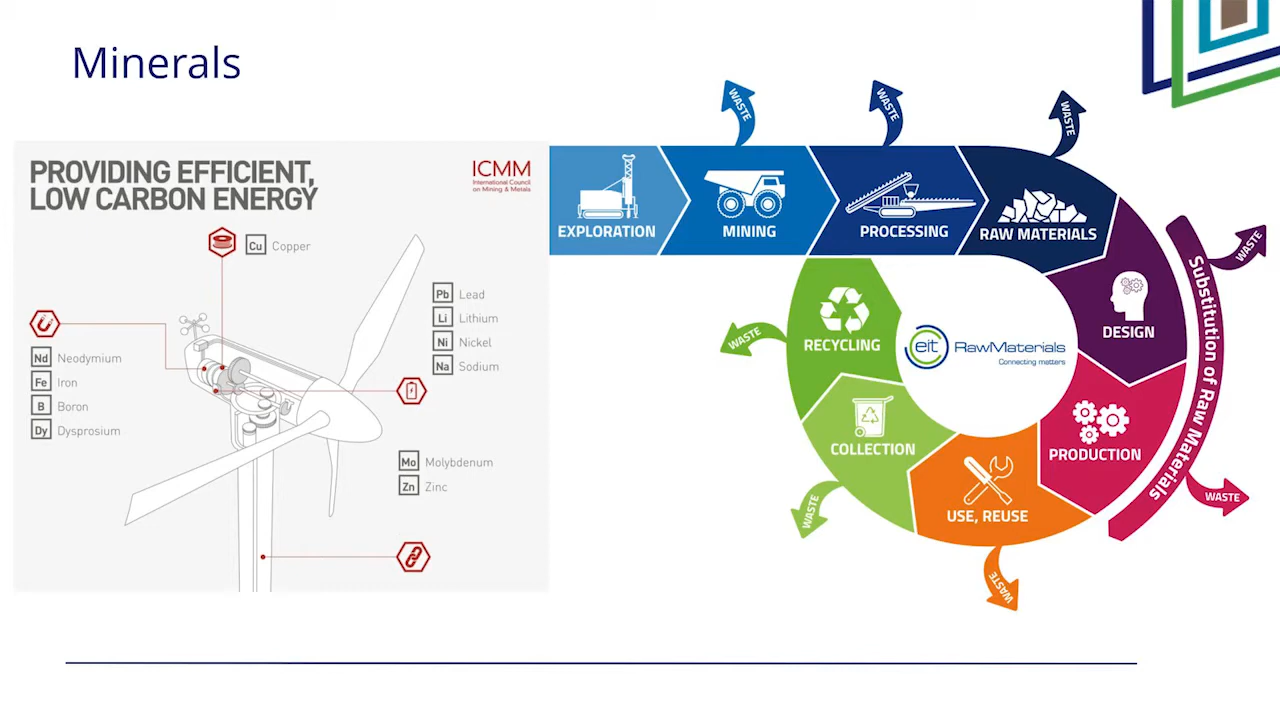 Minerals
PROVIDING EFFICIENT,
LOW CARBON ENERGY
ICMM
International Council
on Mining & Metals
Cu Copper
Nd Neodymium
Fe Iron
B Boron
Dy Dysprosium
Pb Lead
Li Lithium
Ni Nickel
Na Sodium
Mo Molybdenum
Zn Zinc
WASTE
WASTE
WASTE
EXPLORATION
MINING
PROCESSING
RAW MATERIALS
DESIGN
WASTE
Substitution of Raw Materials
PRODUCTION
WASTE
USE, REUSE
WASTE
COLLECTION
WASTE
RECYCLING
WASTE
eit RawMaterials
Connecting matters